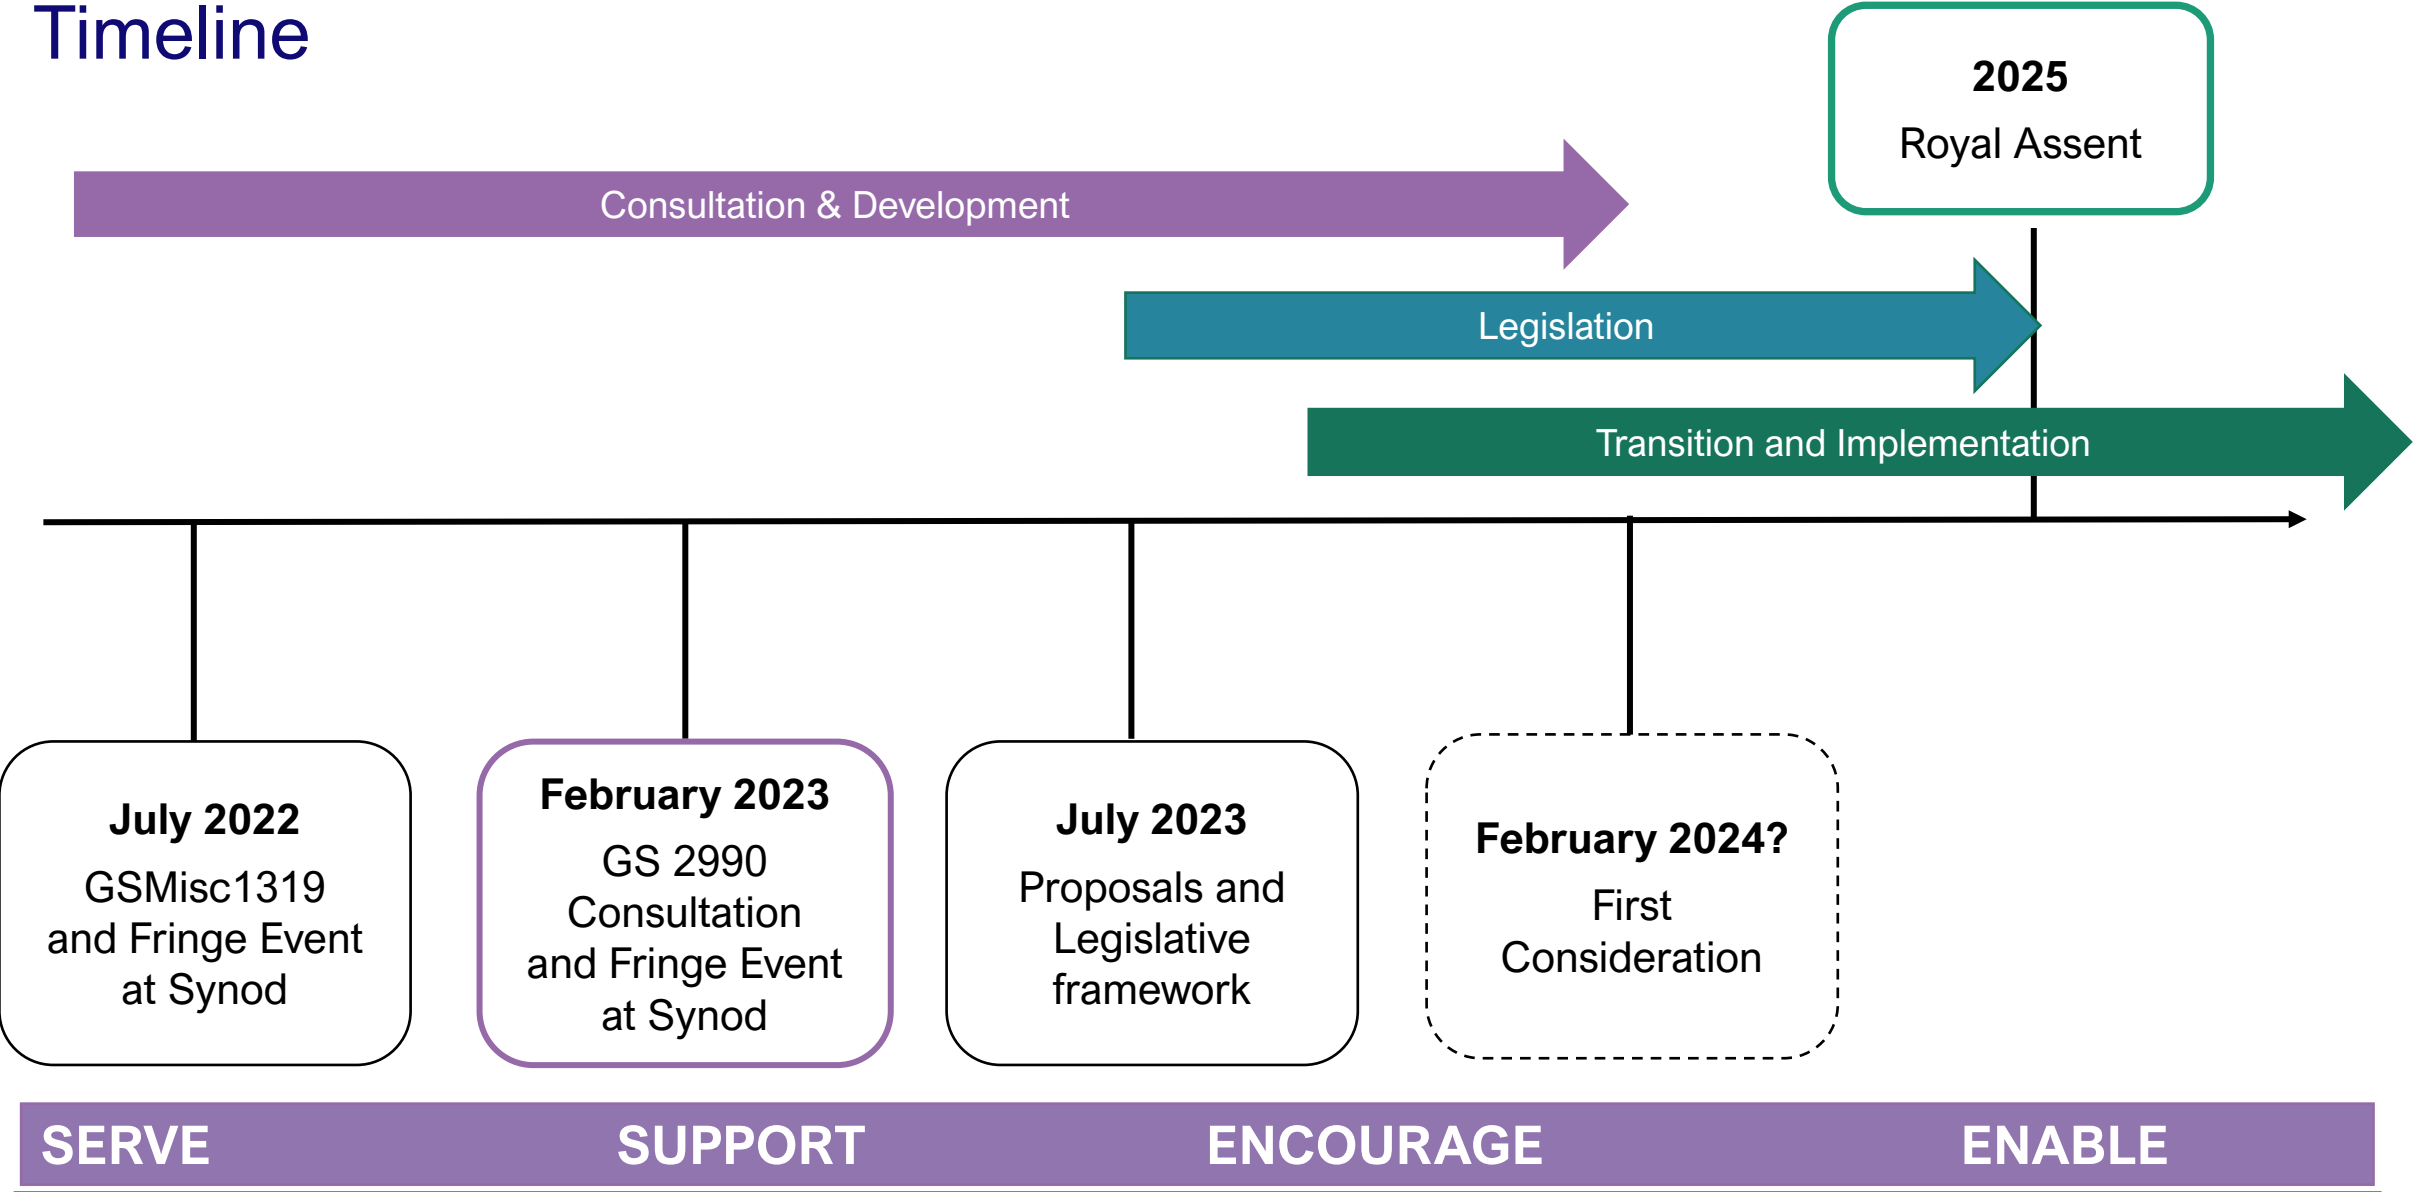 Timeline
2025
Royal Assent
Consultation & Development
Legislation
Transition and Implementation
July 2022
GSMisc1319
and Fringe Event
at Synod
February 2023
GS 2990
Consultation
and Fringe Event
at Synod
July 2023
Proposals and
Legislative
framework
February 2024?
First
Consideration
SERVE SUPPORT ENCOURAGE ENABLE